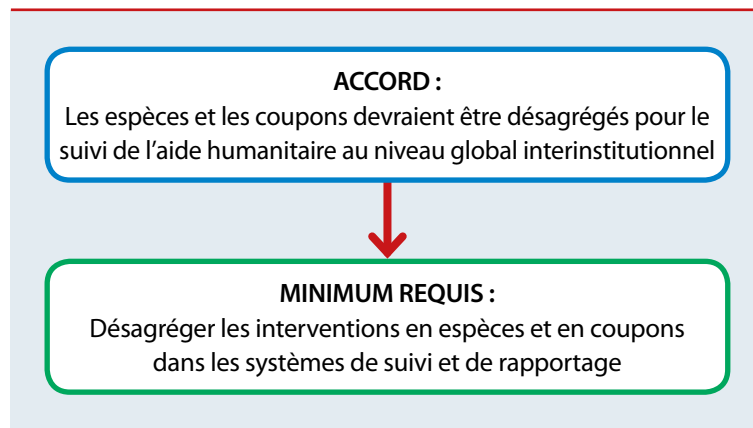 ACCORD :
Les espèces et les coupons devraient être désagrégés pour le
suivi de l’aide humanitaire au niveau global interinstitutionnel
MINIMUM REQUIS :
Désagréger les interventions en espèces et en coupons
dans les systèmes de suivi et de rapportage